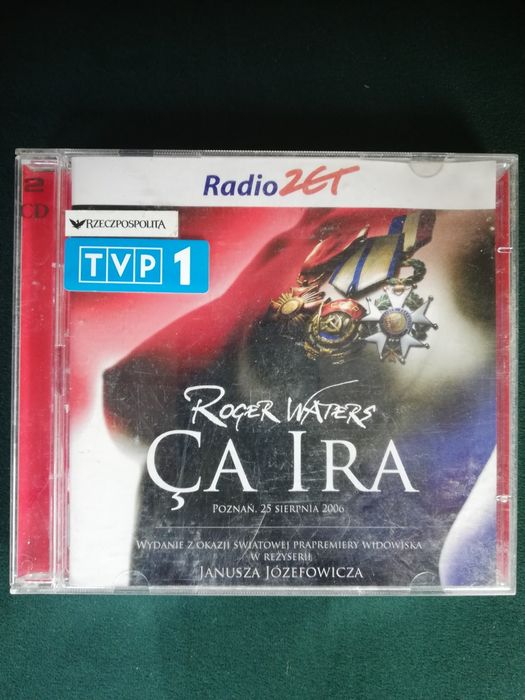 Radio ZET
2
CD
RZECZPOSPOLITA
TVP 1
ROGER WATERS
ÇA IRA
POZNAŃ, 25 SIERPNIA 2006
WYDANIE Z OKAZJI ŚWIATOWEJ PRAPREMIERY WIDOWISKA
W REŻYSERII
JANUSZA JÓZEFOWICZA